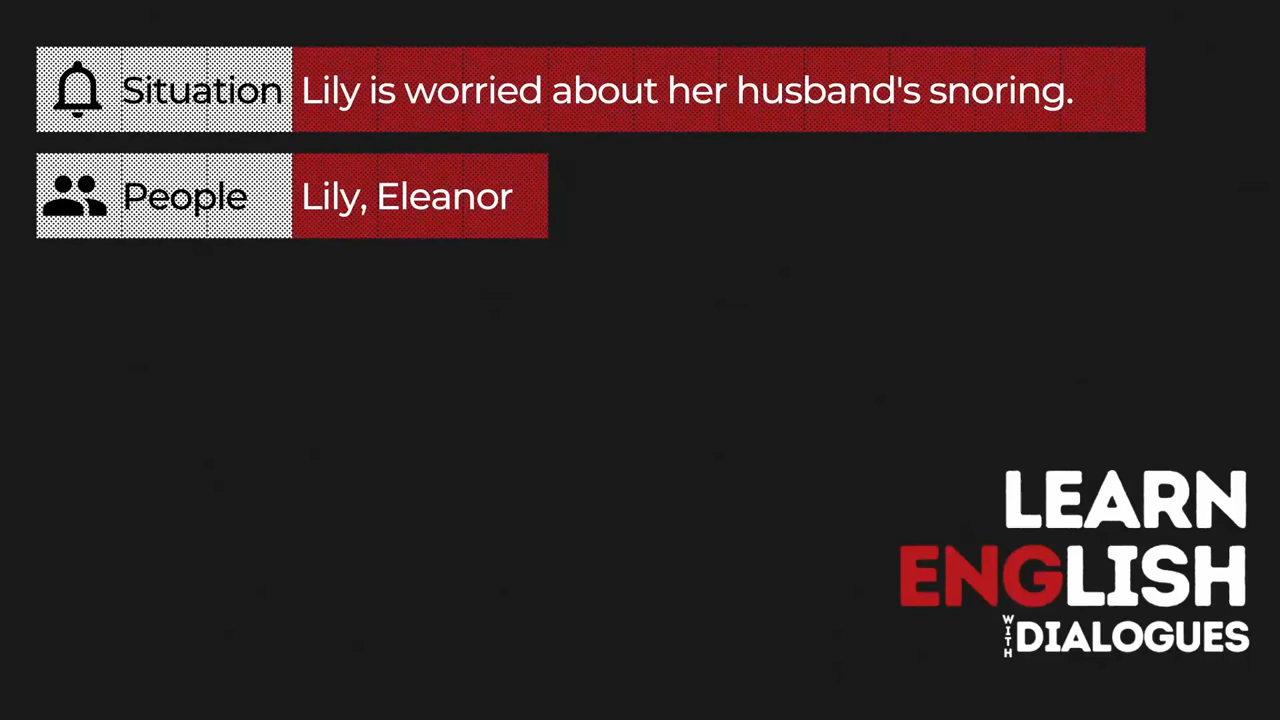 Situation Lily is worried about her husband's snoring.
People Lily, Eleanor
LEARN
ENGLISH
WITH DIALOGUES